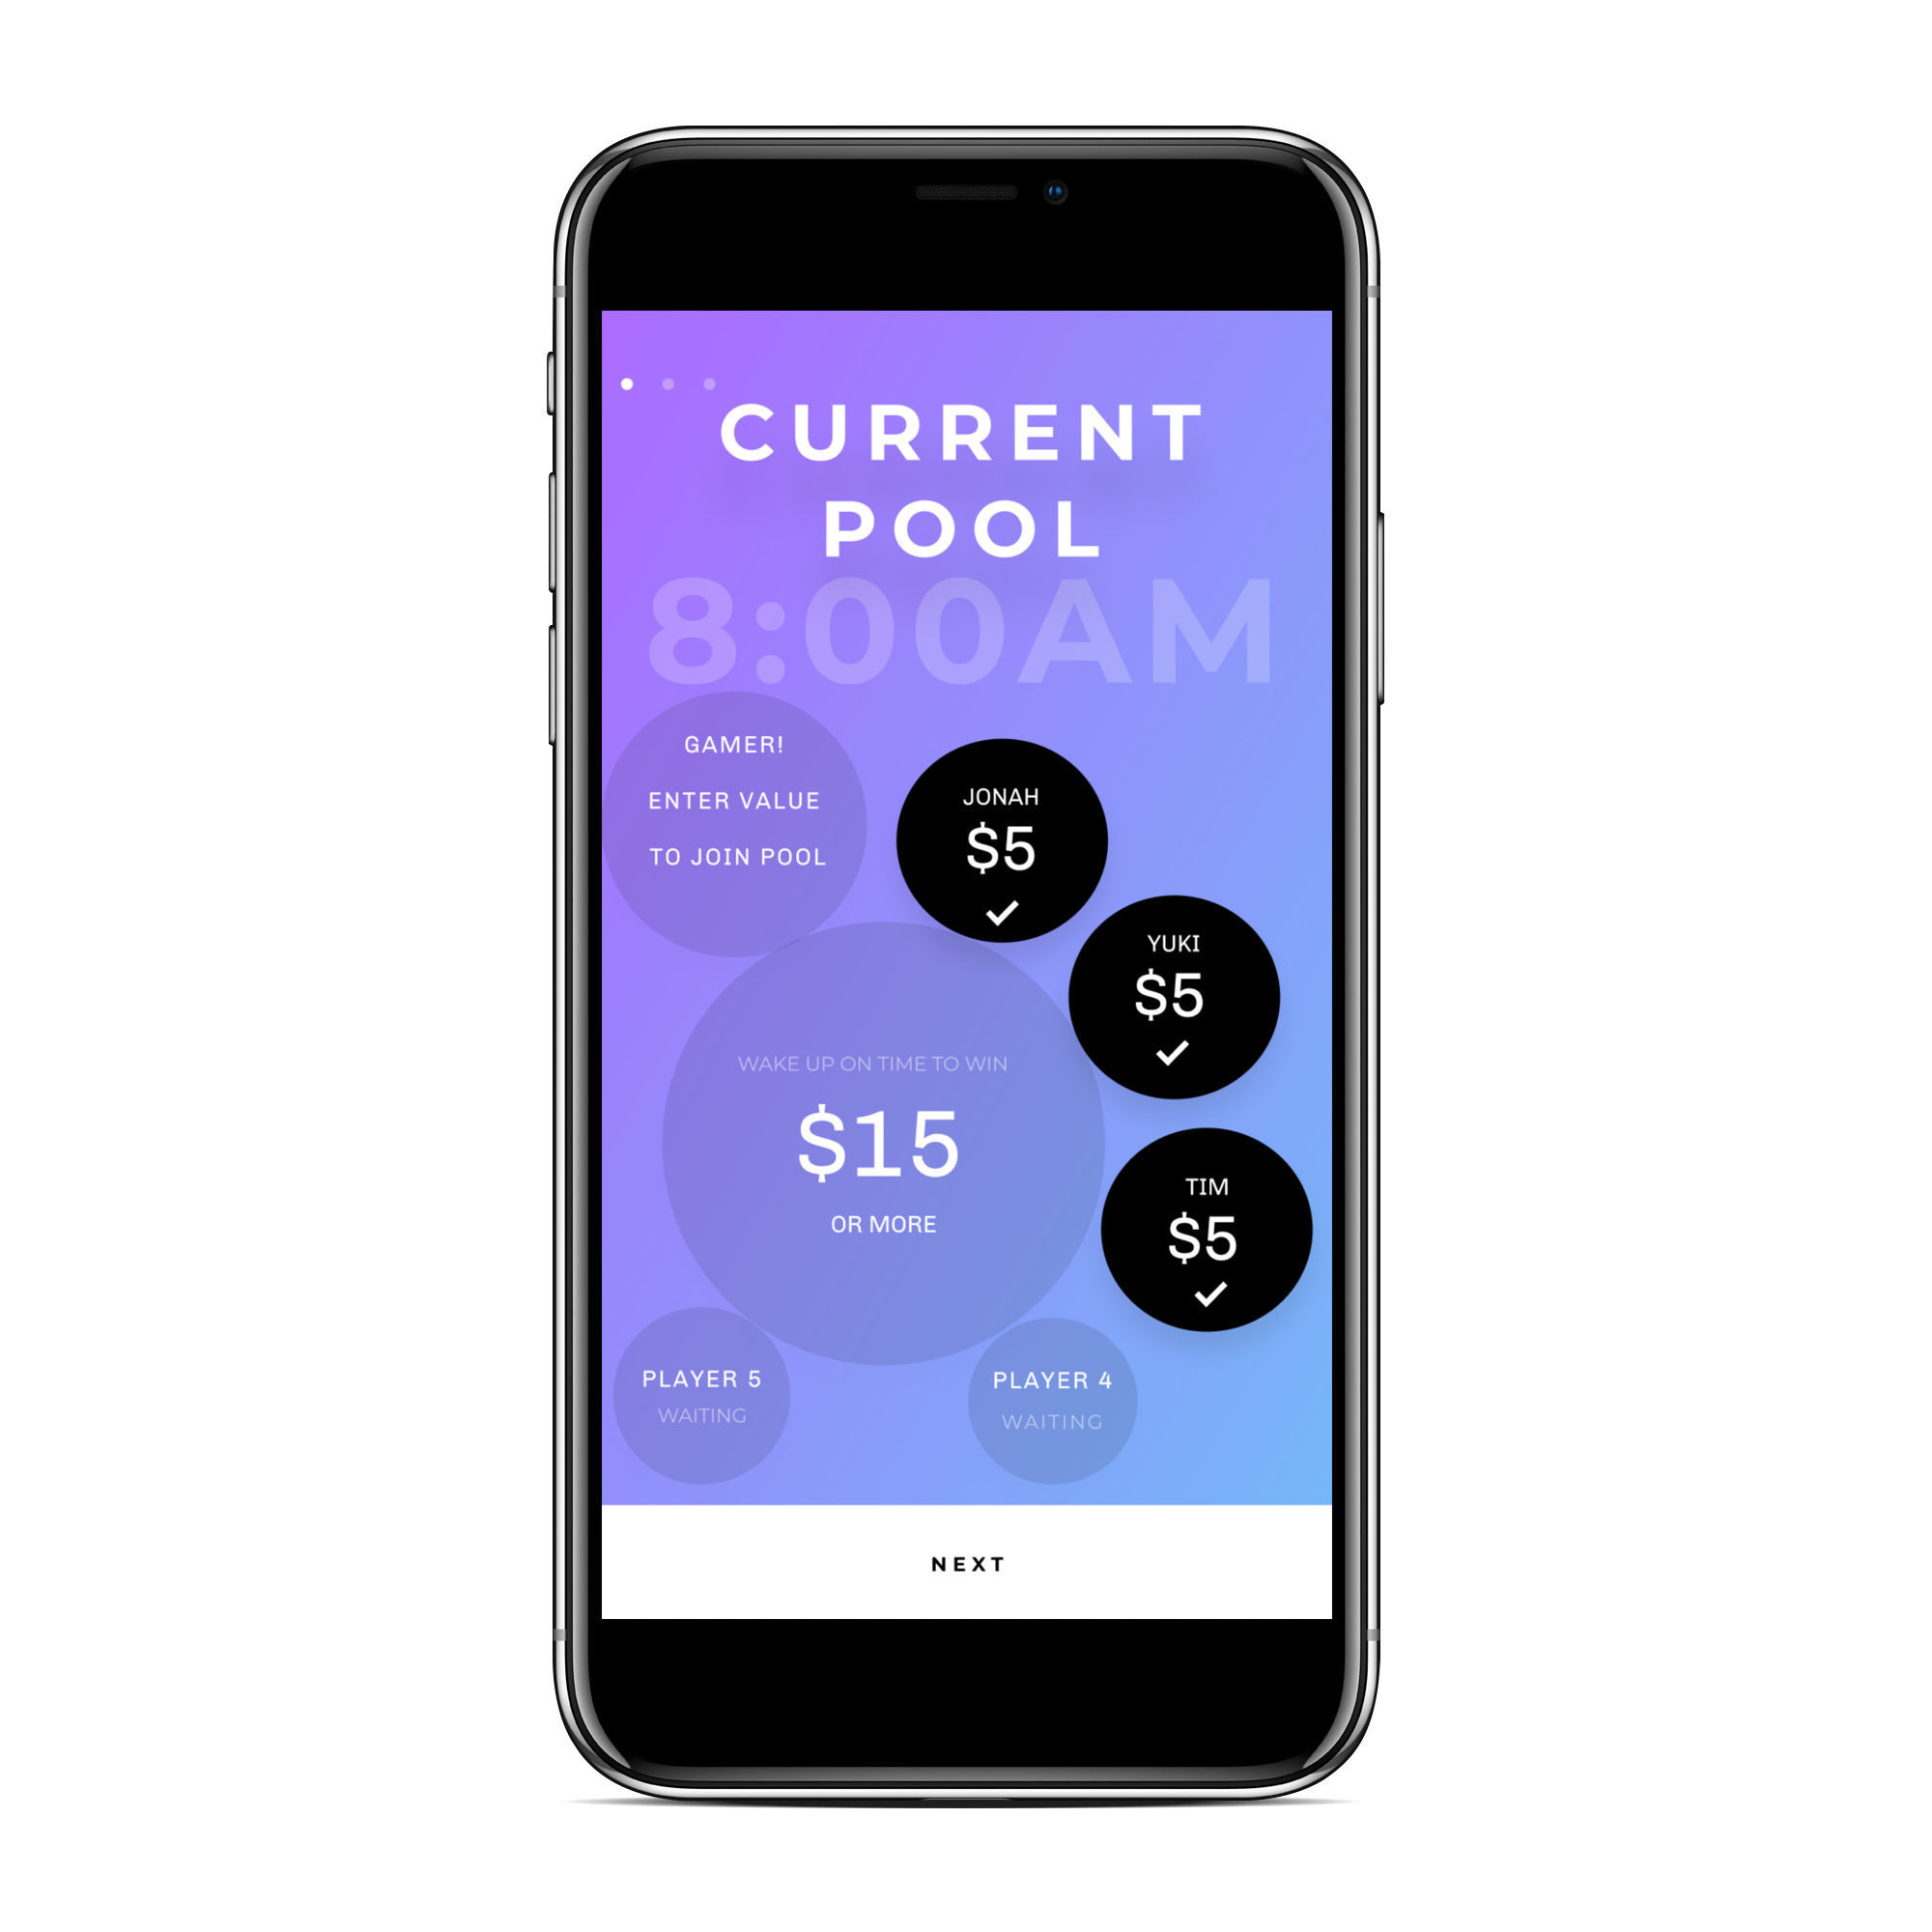 CURRENT
POOL
8:00AM
GAMER!
ENTER VALUE
TO JOIN POOL
JONAH
$5
YUKI
$5
WAKE UP ON TIME TO WIN
$15
OR MORE
TIM
$5
PLAYER 5
WAITING
PLAYER 4
WAITING
NEXT